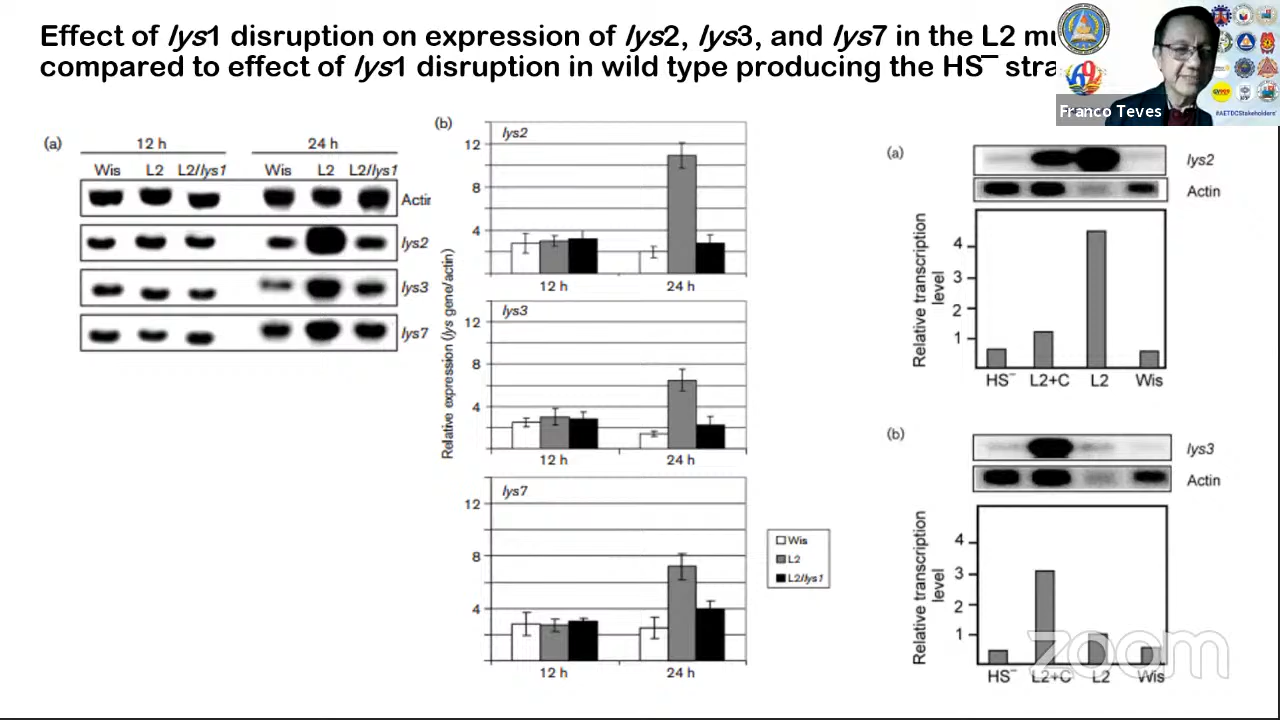 Effect of lys1 disruption on expression of lys2, lys3, and lys7 in the L2 mu
compared to effect of lys1 disruption in wild type producing the HS¯ stra
Franco Teves
#AETDCStakeholders'
(a)
12 h
24 h
Wis L2 L2/lys1 Wis L2 L2/lys1
Actin
lys2
lys3
lys7
(b)
Relative expression (lys gene/actin)
lys2
12
8
4
12 h 24 h
lys3
12
8
4
12 h 24 h
lys7
12
8
4
12 h 24 h
Wis
L2
L2/lys1
(a)
lys2
Actin
Relative transcription
level
4
3
2
1
HS¯ L2+C L2 Wis
(b)
lys3
Actin
Relative transcription
level
4
3
2
1
HS¯ L2+C L2 Wis
zoom